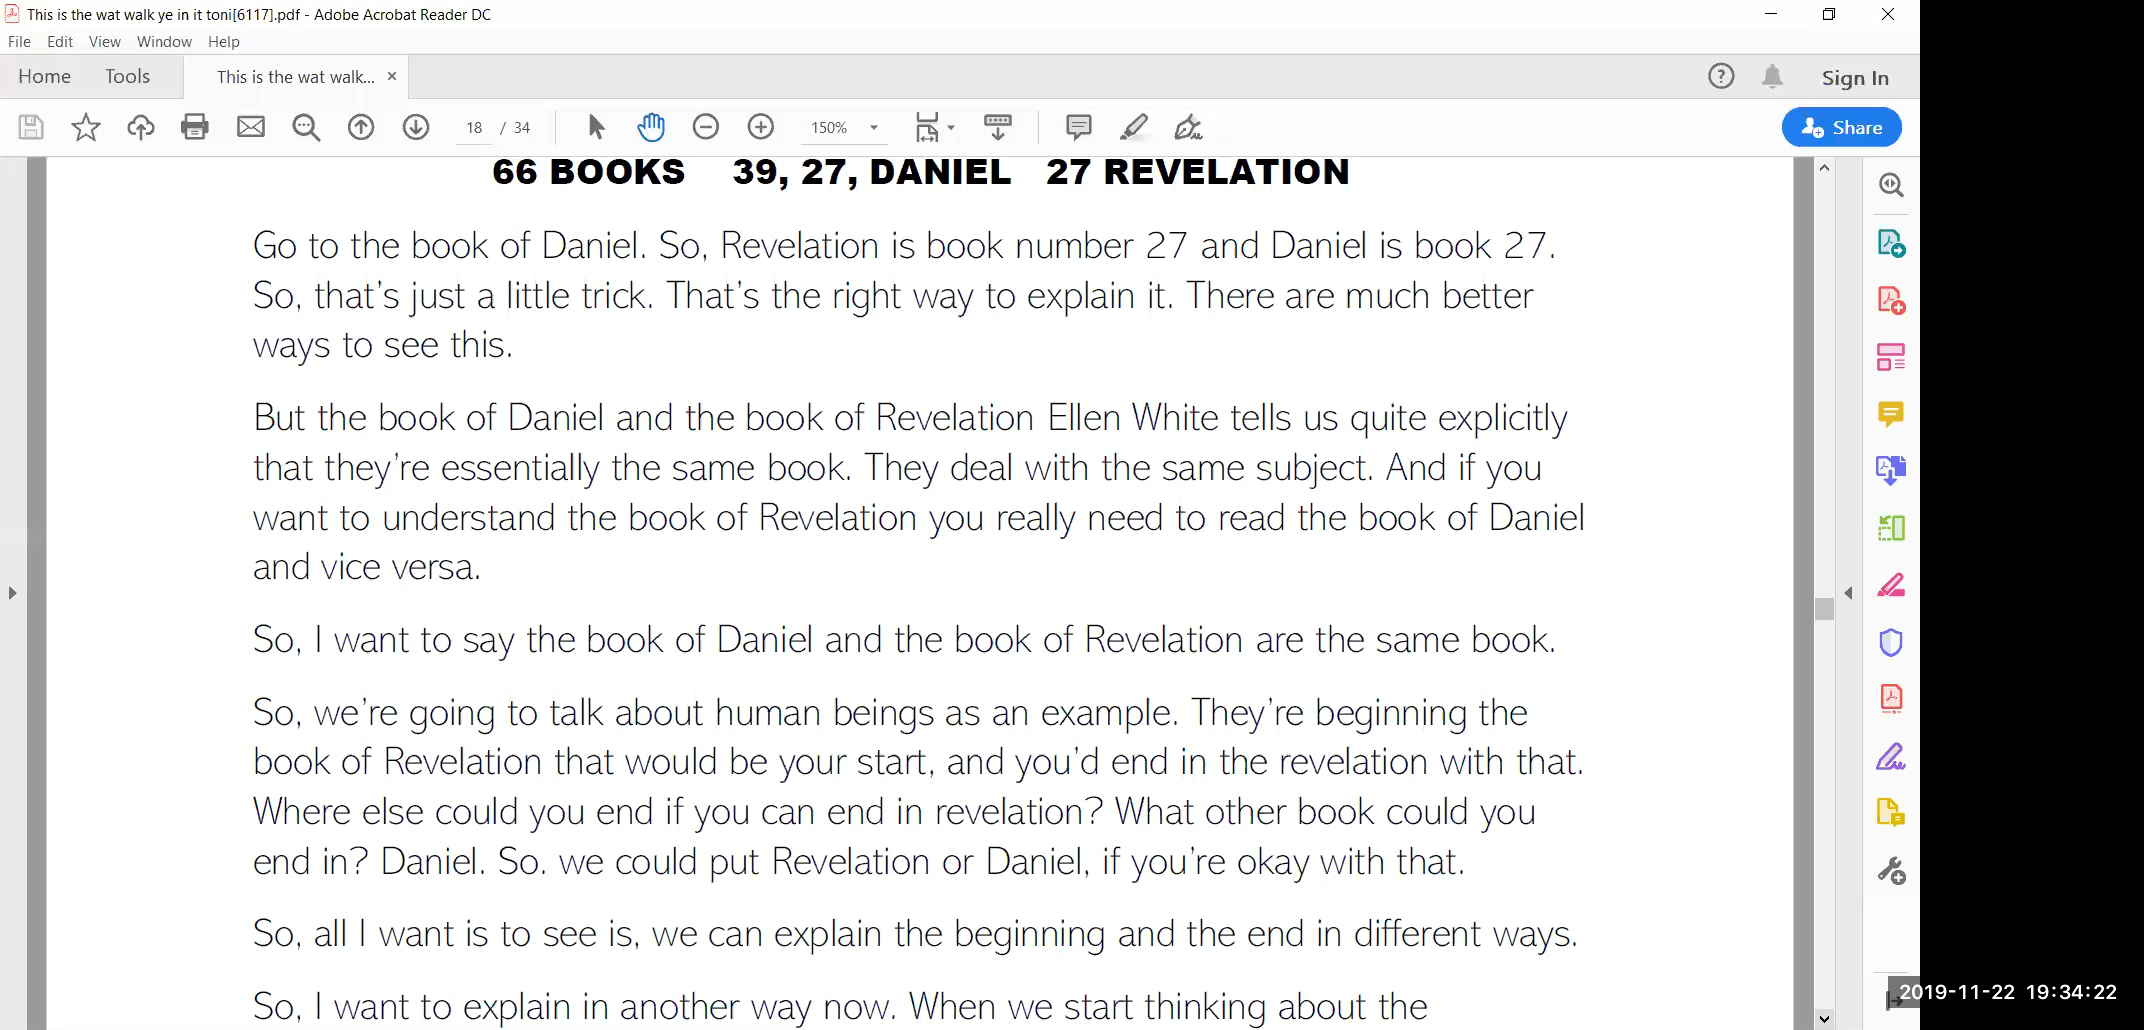 This is the wat walk ye in it toni[6117].pdf - Adobe Acrobat Reader DC
File Edit View Window Help
Home Tools This is the wat walk... × Sign In
18 / 34 150% Share
66 BOOKS 39, 27, DANIEL 27 REVELATION
Go to the book of Daniel. So, Revelation is book number 27 and Daniel is book 27.
So, that's just a little trick. That's the right way to explain it. There are much better
ways to see this.
But the book of Daniel and the book of Revelation Ellen White tells us quite explicitly
that they're essentially the same book. They deal with the same subject. And if you
want to understand the book of Revelation you really need to read the book of Daniel
and vice versa.
So, I want to say the book of Daniel and the book of Revelation are the same book.
So, we're going to talk about human beings as an example. They're beginning the
book of Revelation that would be your start, and you'd end in the revelation with that.
Where else could you end if you can end in revelation? What other book could you
end in? Daniel. So. we could put Revelation or Daniel, if you're okay with that.
So, all I want is to see is, we can explain the beginning and the end in different ways.
So, I want to explain in another way now. When we start thinking about the
2019-11-22 19:34:22